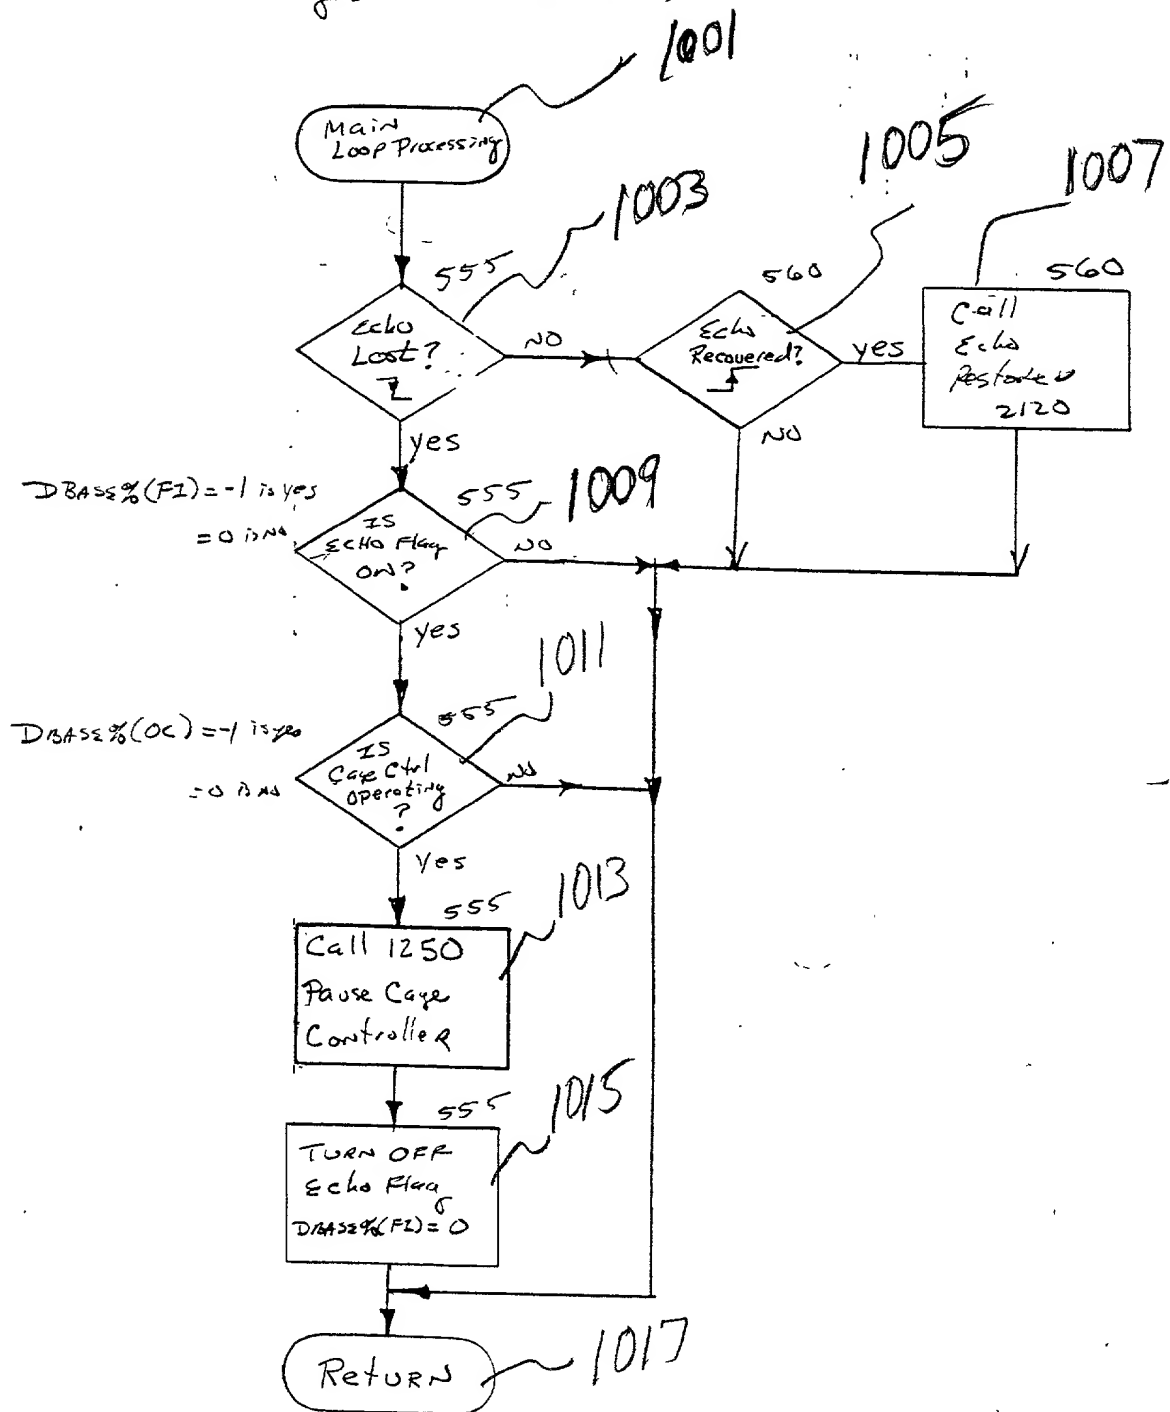 1001
Main
Loop Processing
1003
1005
1007
555
Echo
Lost?
NO
560
Echo
Recovered?
yes
560
Call
Echo
Restored
2120
NO
yes
DBASE%(FI)=-1 is yes
=0 is No
555
1009
IS
ECHO Flag
ON?
NO
yes
1011
DBASE%(OC)=-1 is yes
=0 is no
555
IS
Cage Ctrl
Operating
?
NO
Yes
1013
555
Call 1250
Pause Cage
Controller
1015
555
TURN OFF
Echo Flag
DBASE%(FI)=0
Return
1017